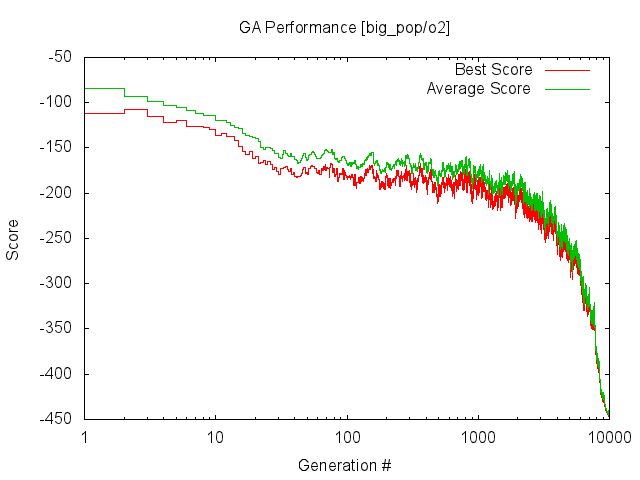 GA Performance [big_pop/o2]
Best Score
Average Score
-50
-100
-150
-200
-250
-300
-350
-400
-450
Score
1 10 100 1000 10000
Generation #